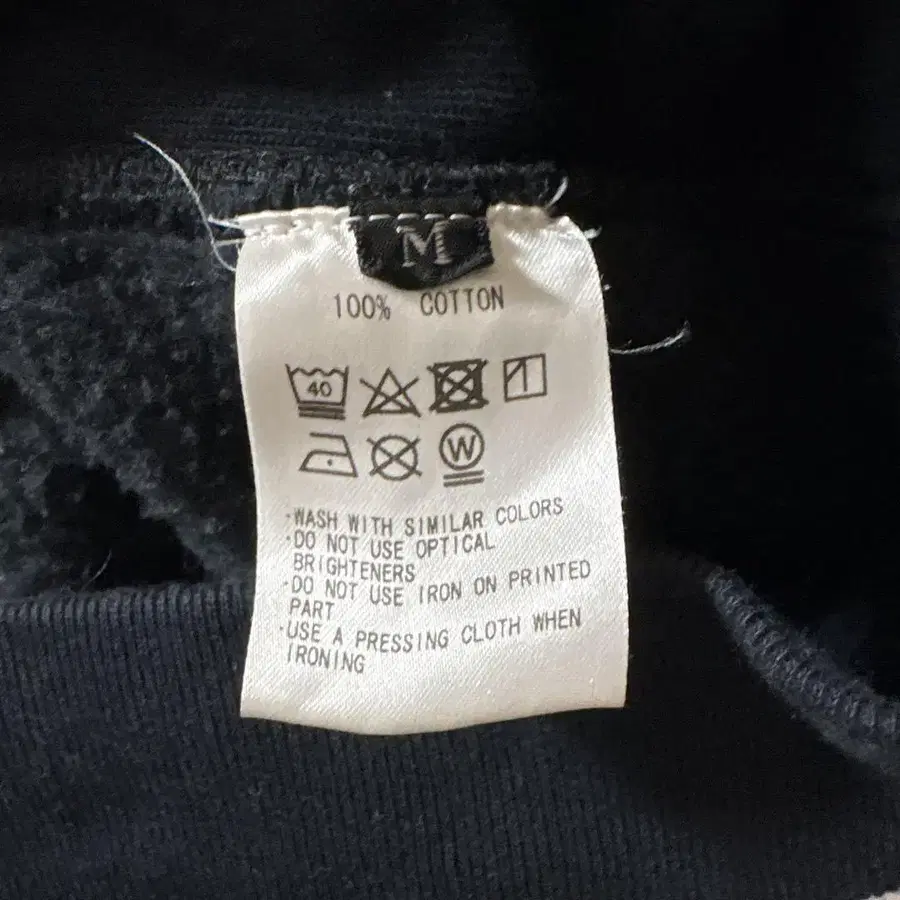 M
100% COTTON
40
W
·WASH WITH SIMILAR COLORS
·DO NOT USE OPTICAL
BRIGHTENERS
·DO NOT USE IRON ON PRINTED
PART
·USE A PRESSING CLOTH WHEN
IRONING